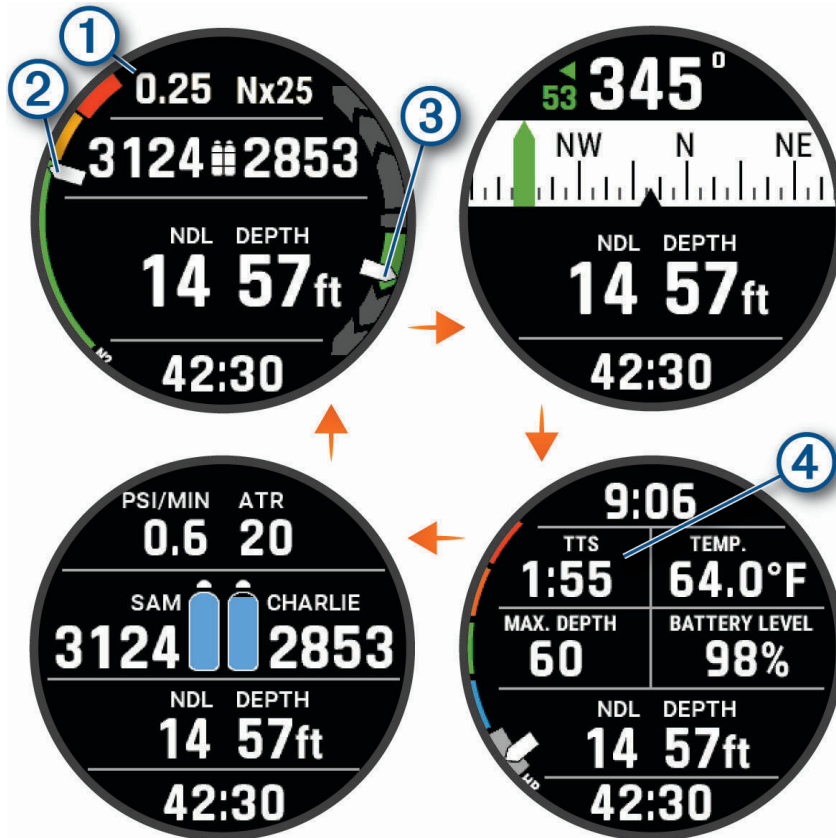 1
2
3
0.25 Nx25
3124 2853
NDL DEPTH
14 57ft
42:30
N2
53 345°
NW N NE
NDL DEPTH
14 57ft
42:30
PSI/MIN ATR
0.6 20
SAM CHARLIE
3124 2853
NDL DEPTH
14 57ft
42:30
4
9:06
TTS TEMP.
1:55 64.0°F
MAX. DEPTH BATTERY LEVEL
60 98%
NDL DEPTH
14 57ft
42:30
HR